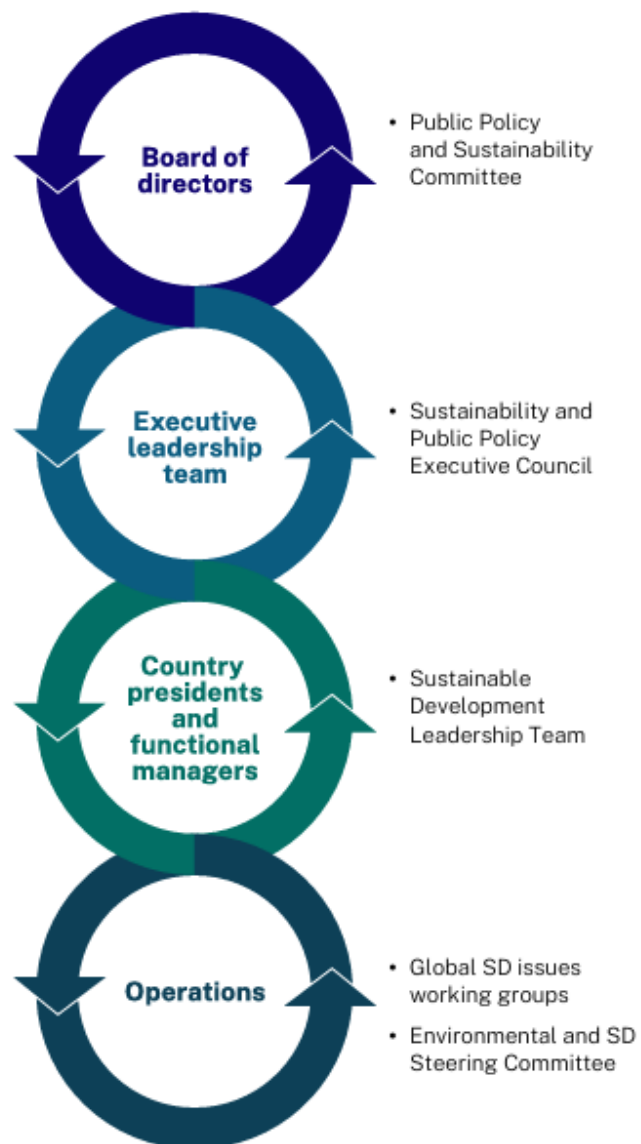 Board of
directors
• Public Policy
and Sustainability
Committee
Executive
leadership
team
• Sustainability and
Public Policy
Executive Council
Country
presidents
and
functional
managers
• Sustainable
Development
Leadership Team
Operations
• Global SD issues
working groups
• Environmental and SD
Steering Committee